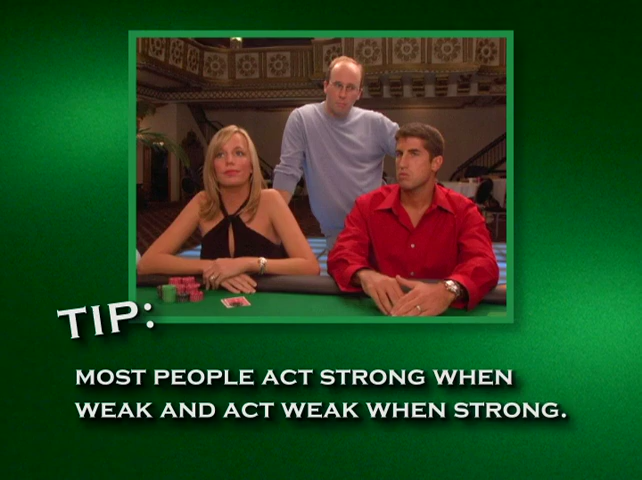 TIP:
MOST PEOPLE ACT STRONG WHEN
WEAK AND ACT WEAK WHEN STRONG.